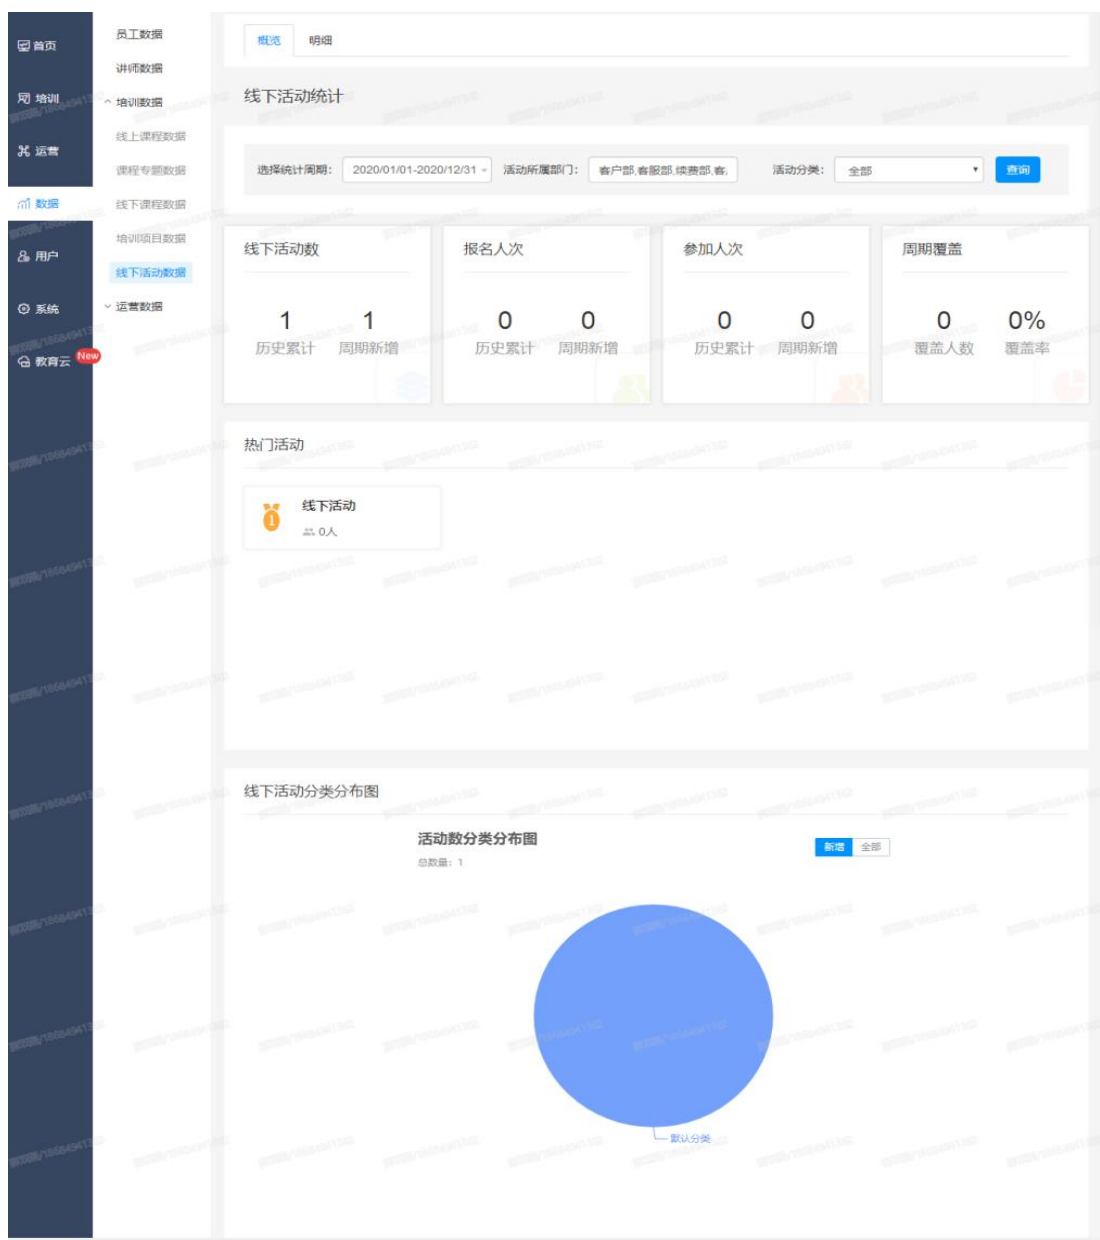 首页
培训
运营
数据
用户
系统
教育云 New
员工数据
讲师数据
培训数据
线上课程数据
课程专题数据
线下课程数据
培训项目数据
线下活动数据
运营数据
概览 明细
线下活动统计
选择统计周期： 2020/01/01-2020/12/31 活动所属部门： 客户部,客服部,续费部,客. 活动分类： 全部 查询
线下活动数
1 1
历史累计 周期新增
报名人次
0 0
历史累计 周期新增
参加人次
0 0
历史累计 周期新增
周期覆盖
0 0%
覆盖人数 覆盖率
热门活动
1
线下活动
0人
线下活动分类分布图
活动数分类分布图
总数量：1
新增 全部
默认分类